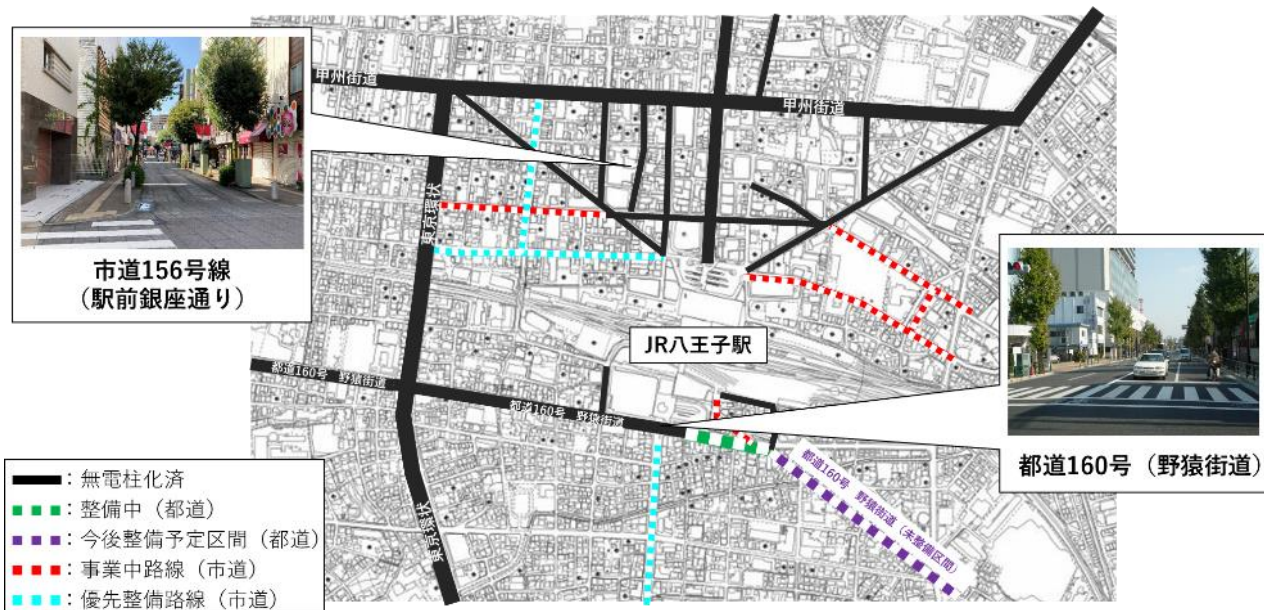 甲州街道
甲州街道
東京環状
市道156号線
(駅前銀座通り)
JR八王子駅
都道160号 野猿街道
都道160号 野猿街道
都道160号 野猿街道(未整備区間)
都道160号(野猿街道)
東京環状
:無電柱化済
:整備中(都道)
:今後整備予定区間(都道)
:事業中路線(市道)
:優先整備路線(市道)